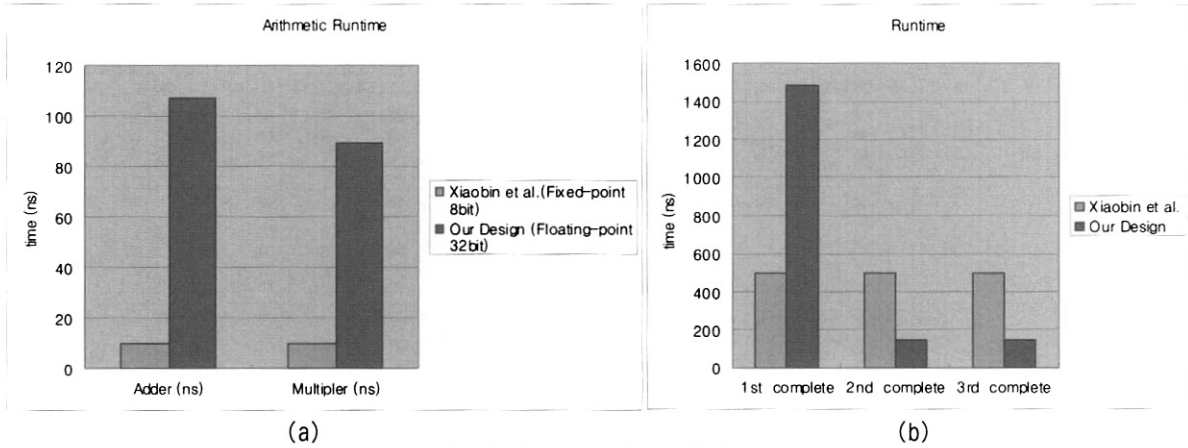 Arithmetic Runtime
120
100
80
60
40
20
0
time (ns)
Adder (ns)
Multipler (ns)
Xiaobin et al.(Fixed-point
8bit)
Our Design (Floating-point
32bit)
(a)
Runtime
1600
1400
1200
1000
800
600
400
200
0
time (ns)
1st complete
2nd complete
3rd complete
Xiaobin et al.
Our Design
(b)